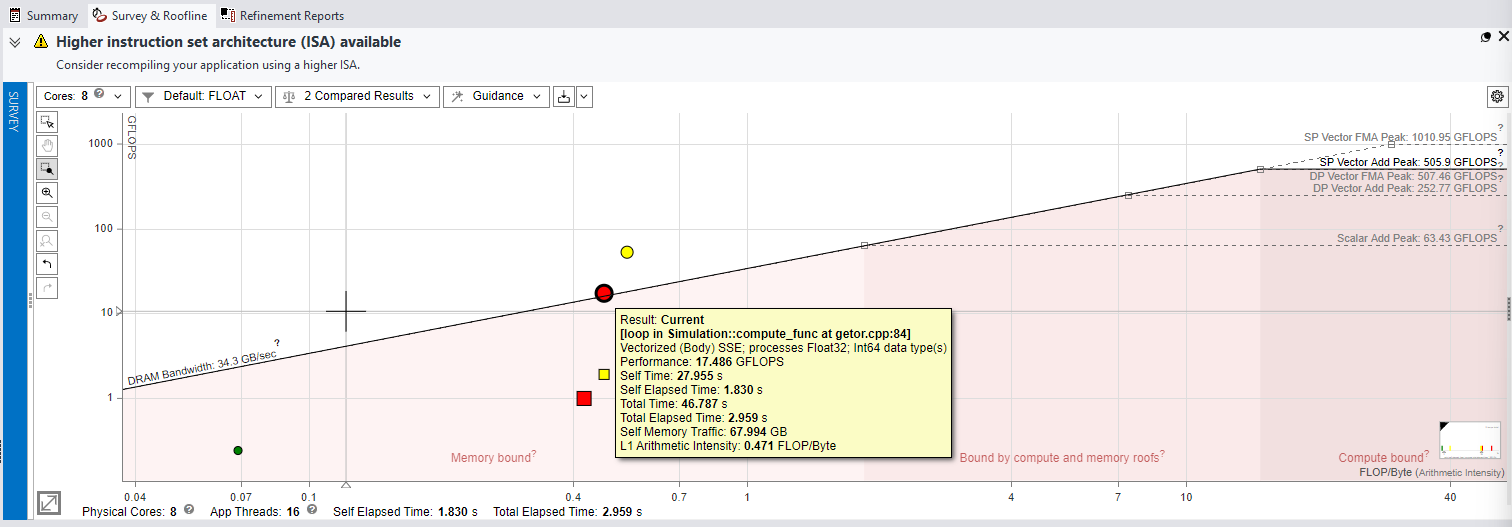 Summary
Survey & Roofline
Refinement Reports
Higher instruction set architecture (ISA) available
Consider recompiling your application using a higher ISA.
SURVEY
Cores: 8 ?
Default: FLOAT
2 Compared Results
Guidance
GFLOPS
1000
100
10
1
SP Vector FMA Peak: 1010.95 GFLOPS ?
SP Vector Add Peak: 505.9 GFLOPS ?
DP Vector FMA Peak: 507.46 GFLOPS ?
DP Vector Add Peak: 252.77 GFLOPS ?
Scalar Add Peak: 63.43 GFLOPS ?
DRAM Bandwidth: 34.3 GB/sec ?
Result: Current
[loop in Simulation::compute_func at getor.cpp:84]
Vectorized (Body) SSE; processes Float32; Int64 data type(s)
Performance: 17.486 GFLOPS
Self Time: 27.955 s
Self Elapsed Time: 1.830 s
Total Time: 46.787 s
Total Elapsed Time: 2.959 s
Self Memory Traffic: 67.994 GB
L1 Arithmetic Intensity: 0.471 FLOP/Byte
Memory bound?
Bound by compute and memory roofs?
Compute bound?
FLOP/Byte (Arithmetic Intensity)
0.04 0.07 0.1 0.4 0.7 1 4 7 10 40
Physical Cores: 8 ? App Threads: 16 ? Self Elapsed Time: 1.830 s Total Elapsed Time: 2.959 s